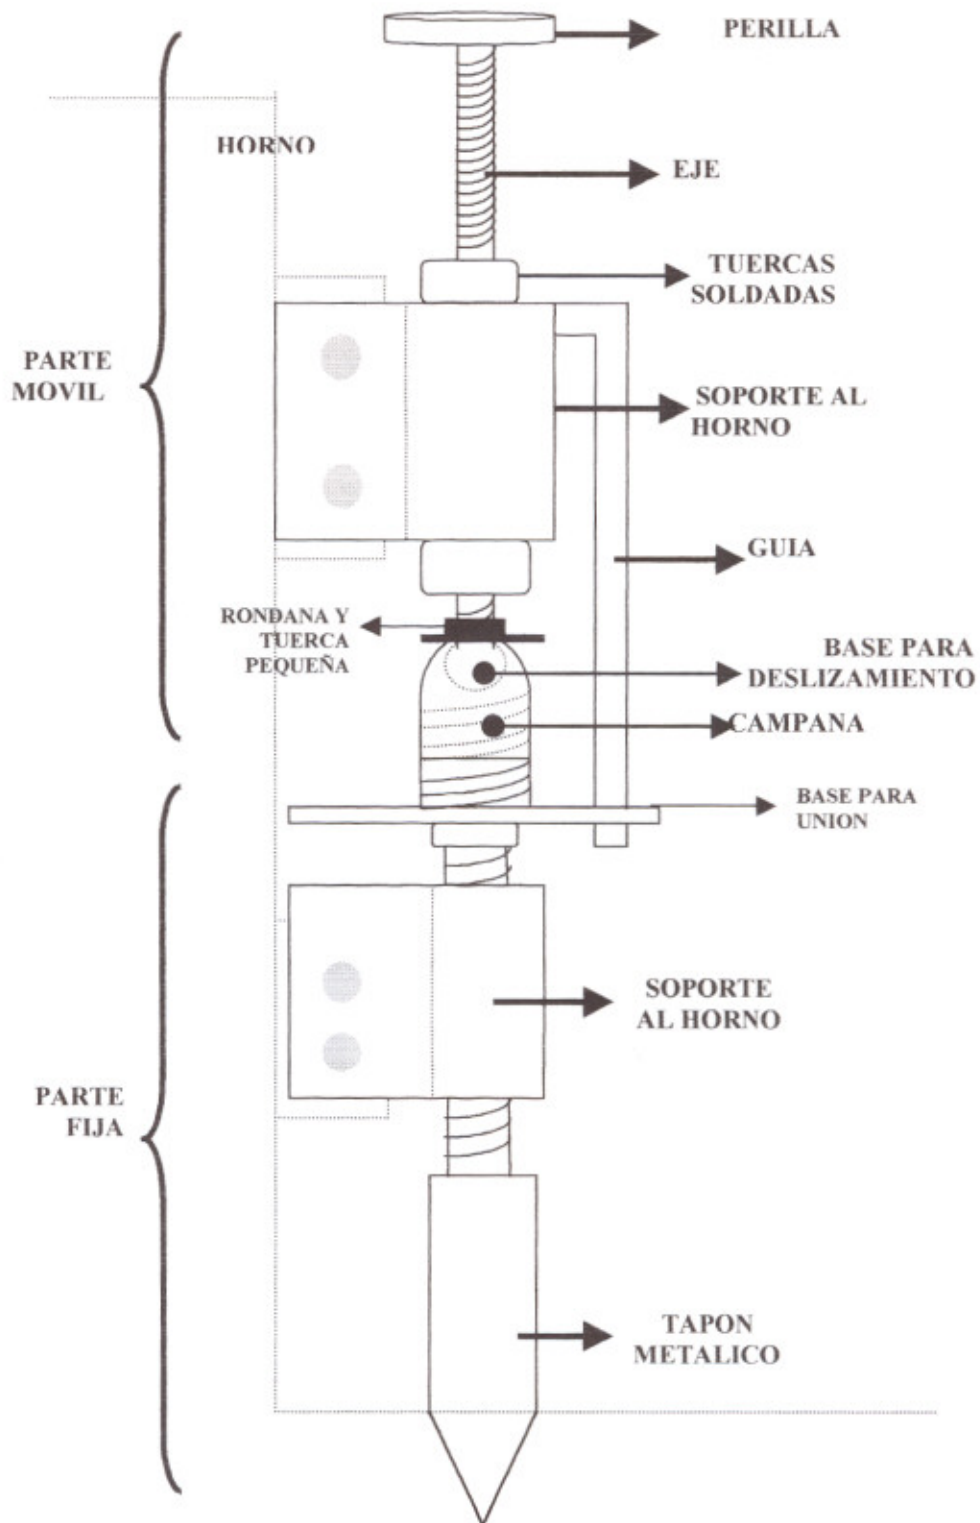 PERILLA
HORNO
EJE
TUERCAS
SOLDADAS
PARTE
MOVIL
SOPORTE AL
HORNO
GUIA
RONDANA Y
TUERCA
PEQUEÑA
BASE PARA
DESLIZAMIENTO
CAMPANA
BASE PARA
UNION
SOPORTE
AL HORNO
PARTE
FIJA
TAPON
METALICO